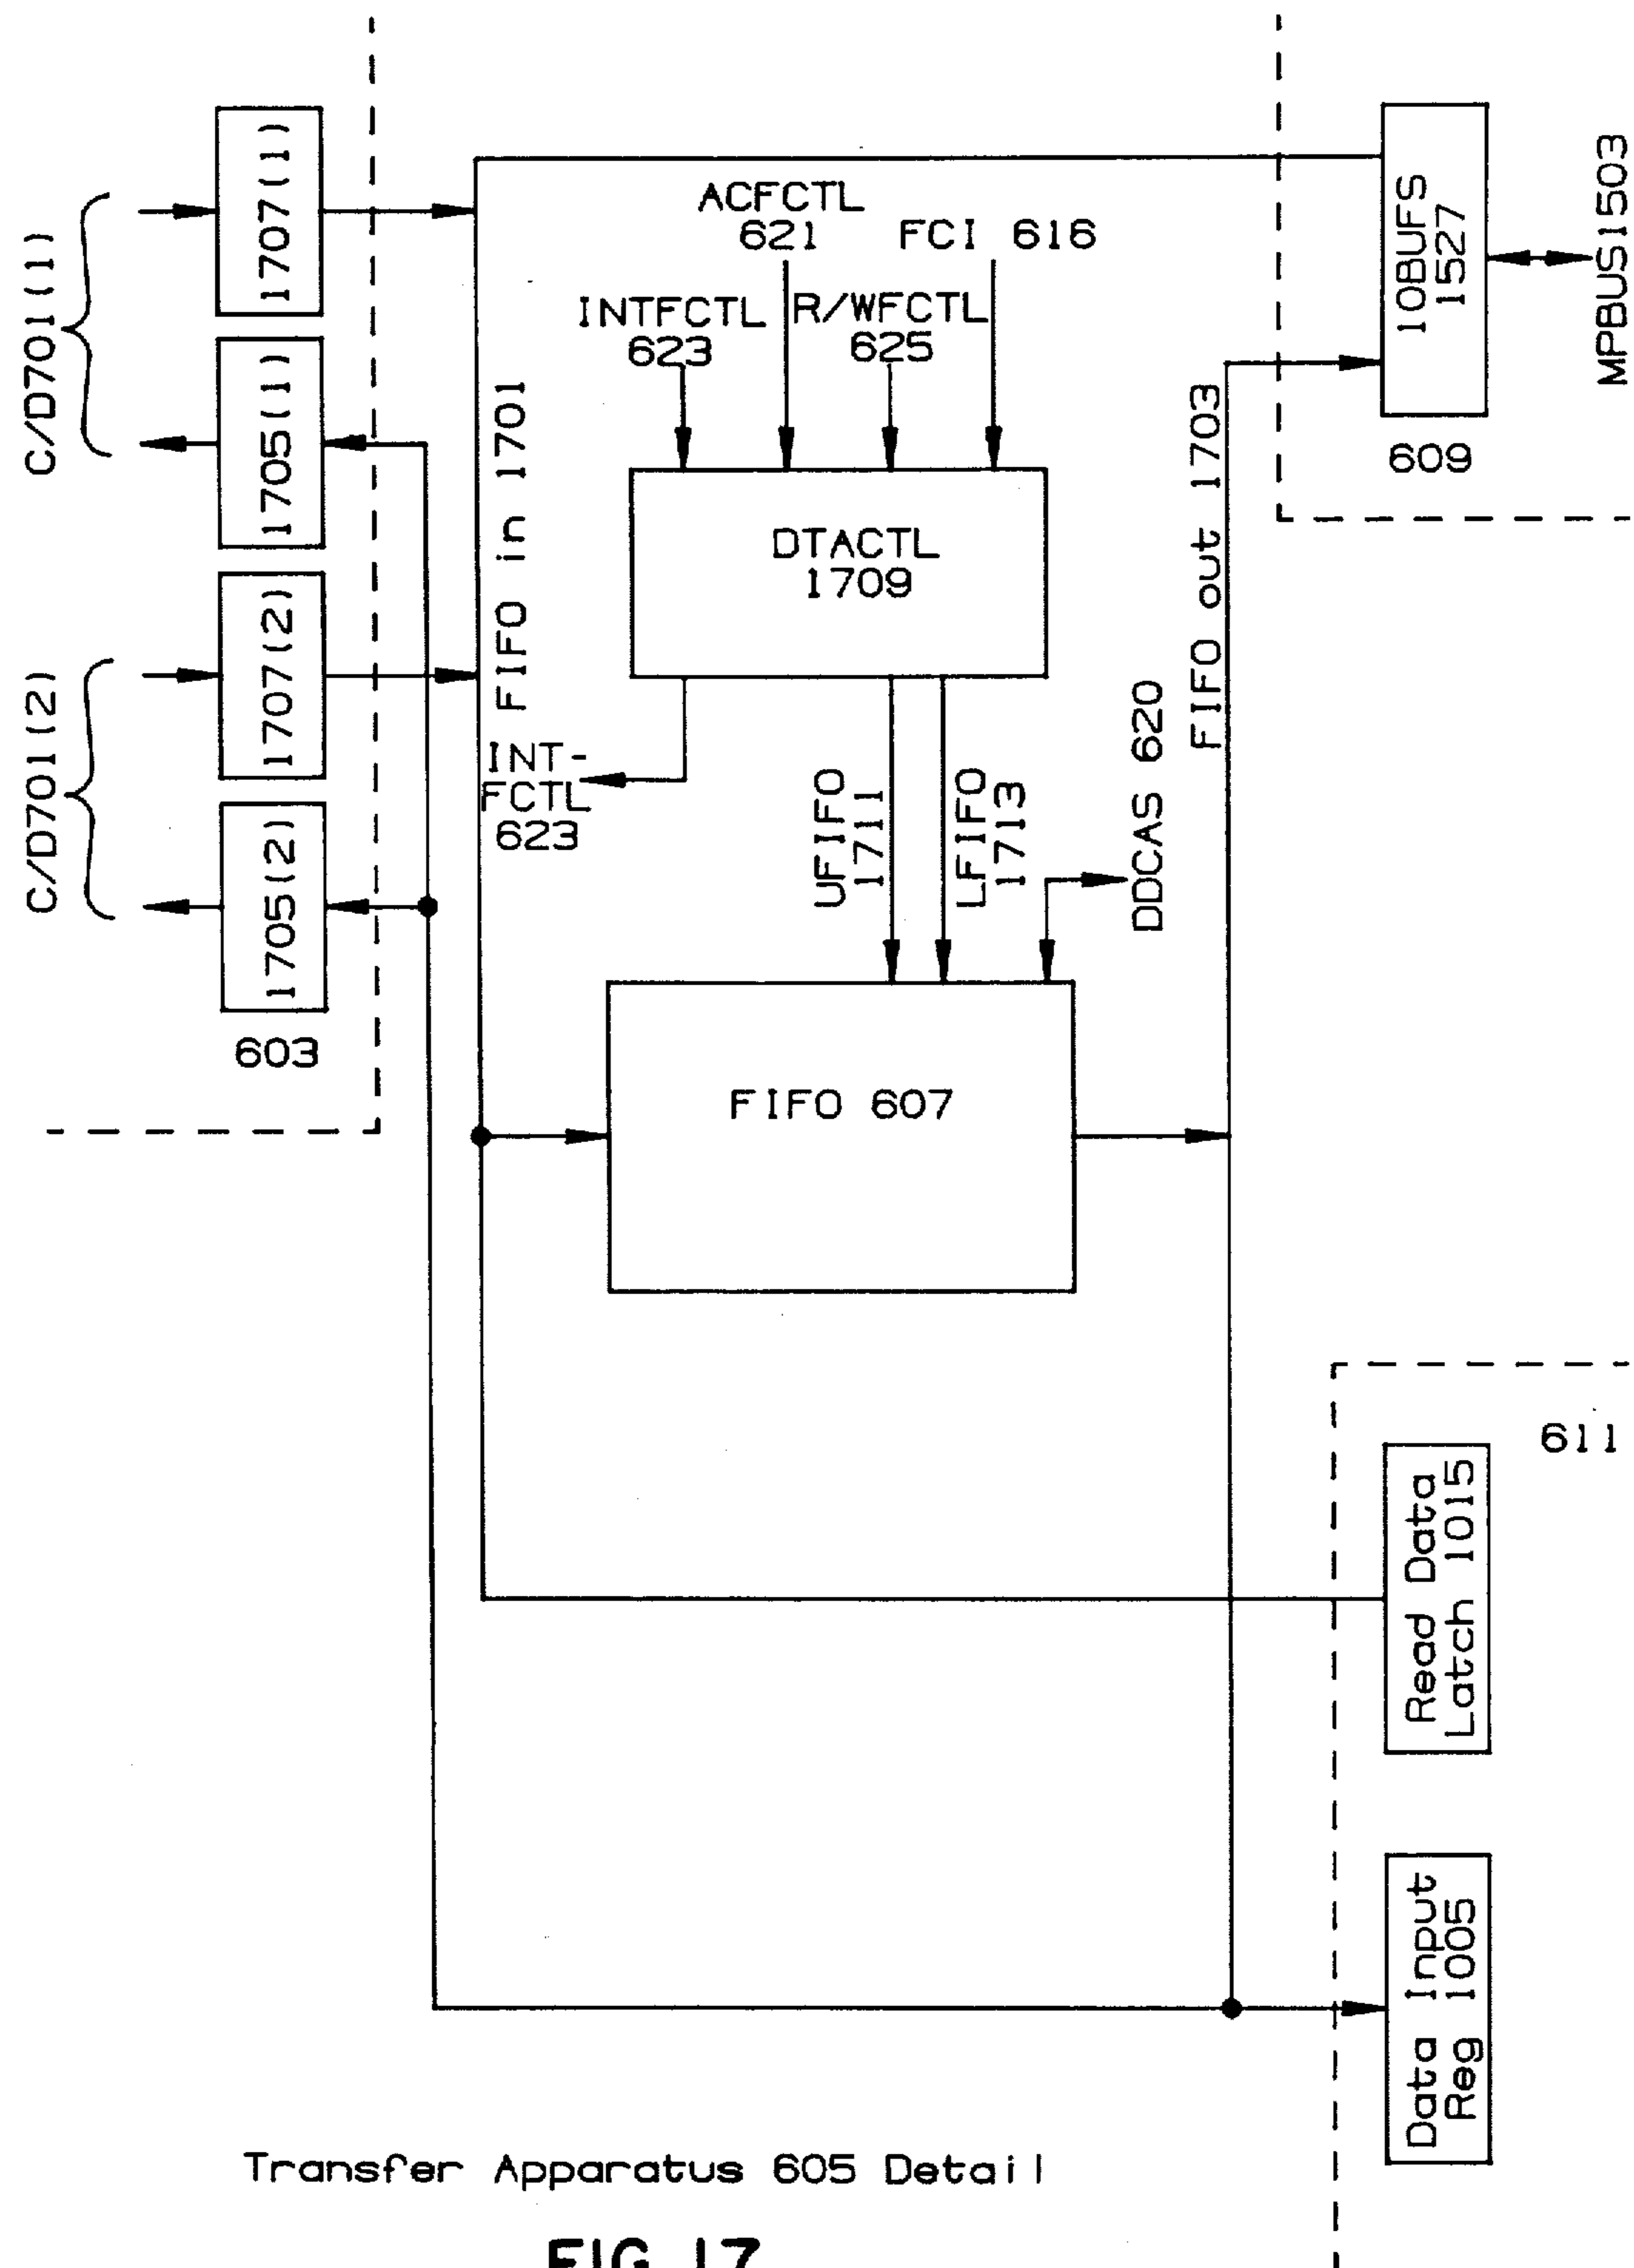 C/D701(1)
C/D701(2)
1707(1)
1705(1)
1707(2)
1705(2)
603
FIFO in 1701
ACFCTL
621
FCI 616
INTFCTL
623
R/WFCTL
625
DTACTL
1709
INT-
FCTL
623
UFIFO
1711
LFIFO
1713
DDCAS 620
FIFO out 1703
IOBUFS
1527
609
MPBUS1503
FIFO 607
611
Read Data
Latch 1015
Data Input
Reg 1005
Transfer Apparatus 605 Detail
FIG. 17